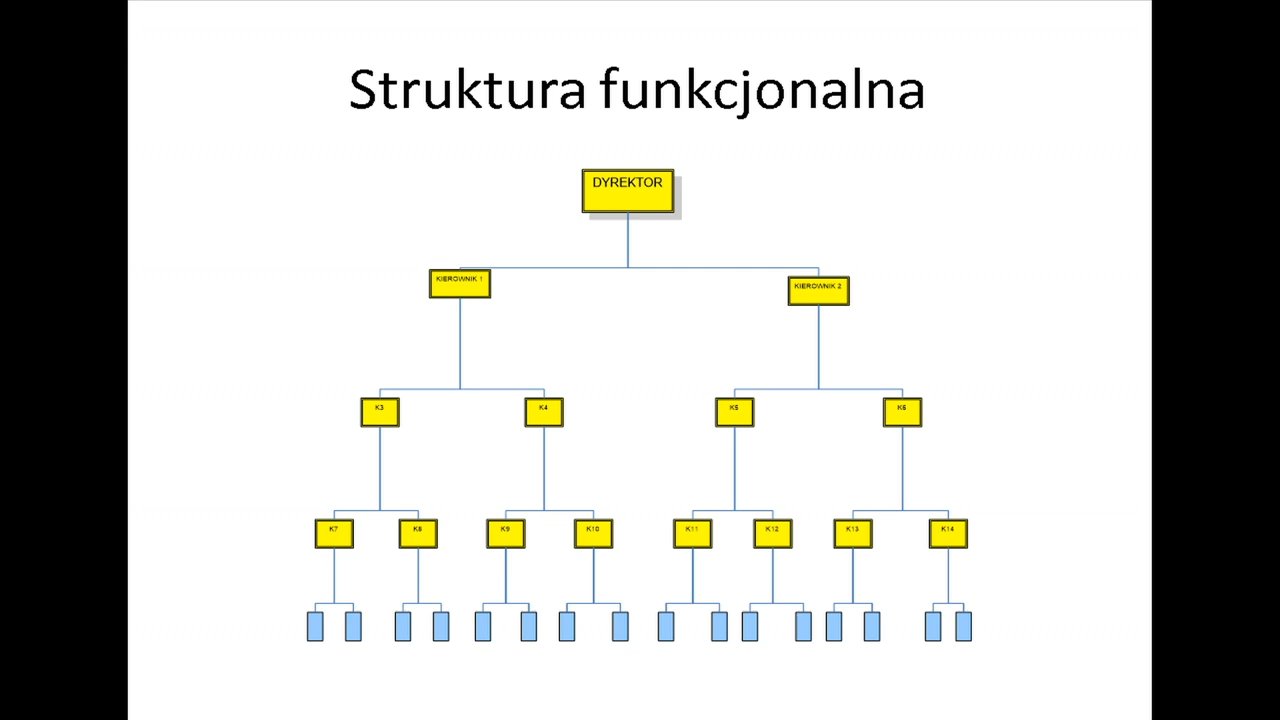 Struktura funkcjonalna
DYREKTOR
KIEROWNIK 1
KIEROWNIK 2
K3
K4
K5
K6
K7
K8
K9
K10
K11
K12
K13
K14